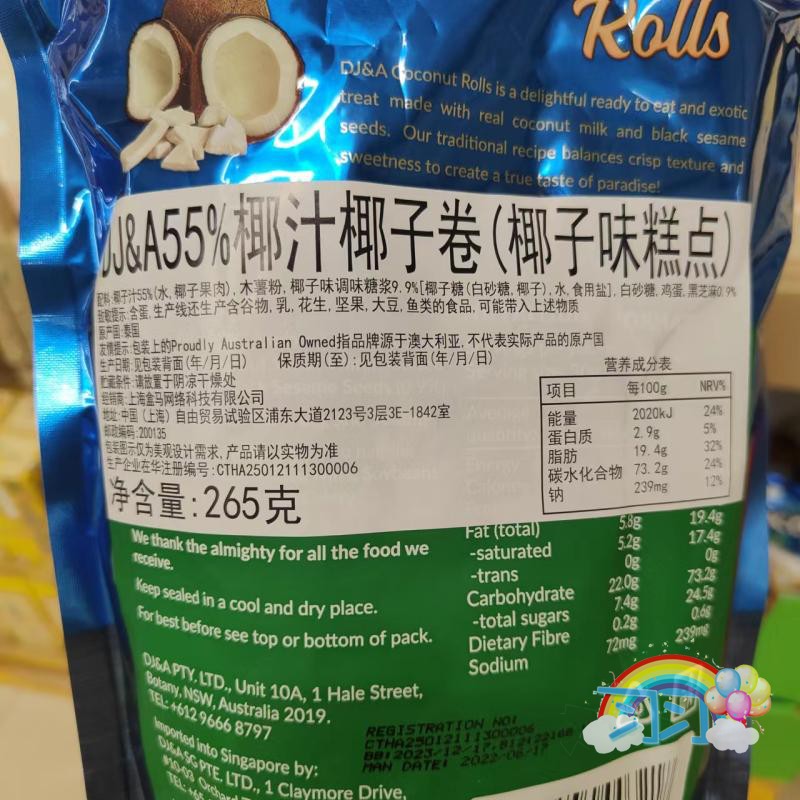 Rolls
DJ&A Coconut Rolls is a delightful ready to eat and exotic
treat made with real coconut milk and black sesame
seeds. Our traditional recipe balances crisp texture and
sweetness to create a true taste of paradise!
DJ&A55%椰汁椰子卷(椰子味糕点)
配料:椰子汁55%(水,椰子果肉),木薯粉,椰子味调味糖浆9.9%[椰子糖(白砂糖,椰子),水,食用盐],白砂糖,鸡蛋,黑芝麻0.9%
致敏提示:含蛋,生产线还生产含谷物,乳,花生,坚果,大豆,鱼类的食品,可能带入上述物质
原产国:泰国
友情提示:包装上的Proudly Australian Owned指品牌源于澳大利亚,不代表实际产品的原产国
生产日期:见包装背面(年/月/日) 保质期(至):见包装背面(年/月/日)
贮藏条件:请放置于阴凉干燥处
经销商:上海盒马网络科技有限公司
地址:中国(上海)自由贸易试验区浦东大道2123号3层3E-1842室
邮政编码:200135
包装图示仅为美观设计需求,产品请以实物为准
生产企业在华注册编号:CTHA25012111300006
净含量:265克
营养成分表
项目 每100g NRV%
能量 2020kJ 24%
蛋白质 2.9g 5%
脂肪 19.4g 32%
碳水化合物 73.2g 24%
钠 239mg 12%
Fat (total) 5.8g 19.4g
-saturated 5.2g 17.4g
-trans 0g 0g
Carbohydrate 22.0g 73.2g
-total sugars 7.4g 24.5g
Dietary Fibre 0.2g 0.6g
Sodium 72mg 239mg
We thank the almighty for all the food we
receive.
Keep sealed in a cool and dry place.
For best before see top or bottom of pack.
DJ&A PTY. LTD., Unit 10A, 1 Hale Street,
Botany, NSW, Australia 2019.
TEL: +612 9666 8797
Imported into Singapore by:
DJ&A SG PTE. LTD., 1 Claymore Drive,
#10-03 Orchard
TEL: +65
REGISTRATION NO:
CTHA25012111300006
BB:2023/12/17
MAN DATE: 2022/06/17